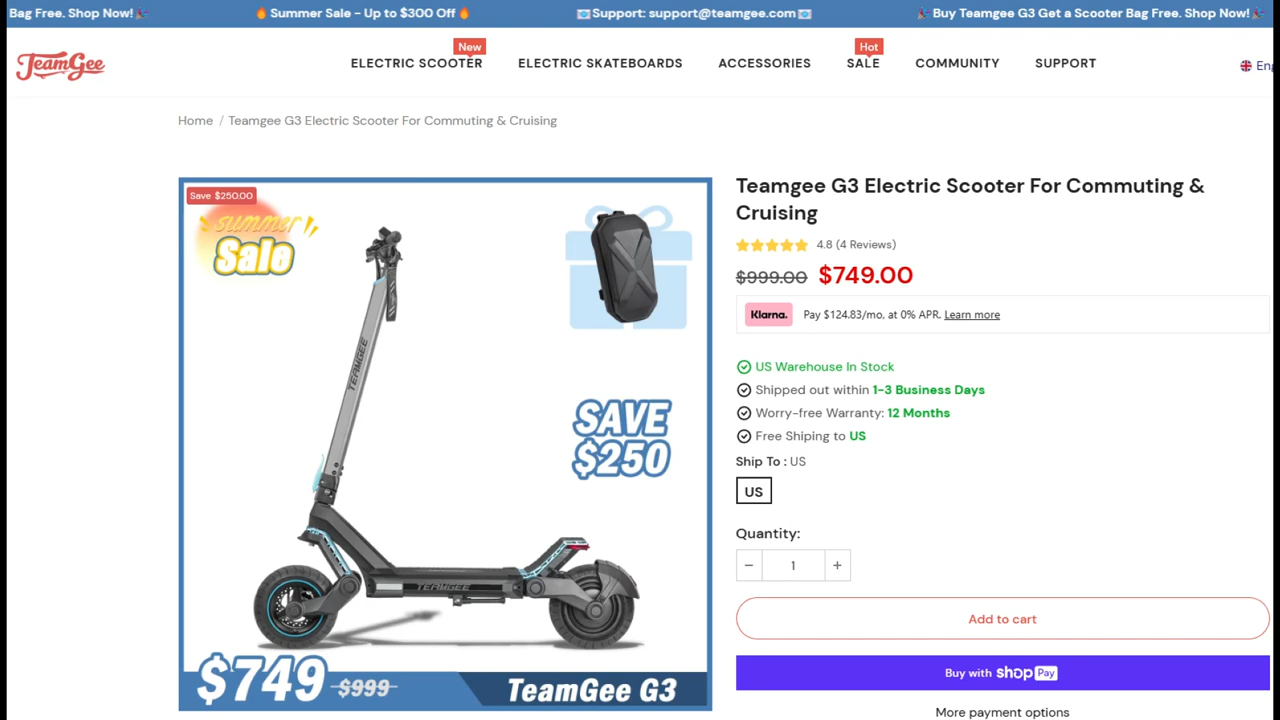 Bag Free. Shop Now!
Summer Sale - Up to $300 Off
Support: support@teamgee.com
Buy Teamgee G3 Get a Scooter Bag Free. Shop Now!
TeamGee
New
Hot
ELECTRIC SCOOTER
ELECTRIC SKATEBOARDS
ACCESSORIES
SALE
COMMUNITY
SUPPORT
Eng
Home / Teamgee G3 Electric Scooter For Commuting & Cruising
Save $250.00
summer
Sale
TEAMGEE
SAVE
$250
TEAMGEE
$749 $999
TeamGee G3
Teamgee G3 Electric Scooter For Commuting &
Cruising
4.8 (4 Reviews)
$999.00 $749.00
Klarna. Pay $124.83/mo, at 0% APR. Learn more
US Warehouse In Stock
Shipped out within 1-3 Business Days
Worry-free Warranty: 12 Months
Free Shiping to US
Ship To : US
US
Quantity:
− 1 +
Add to cart
Buy with shop Pay
More payment options